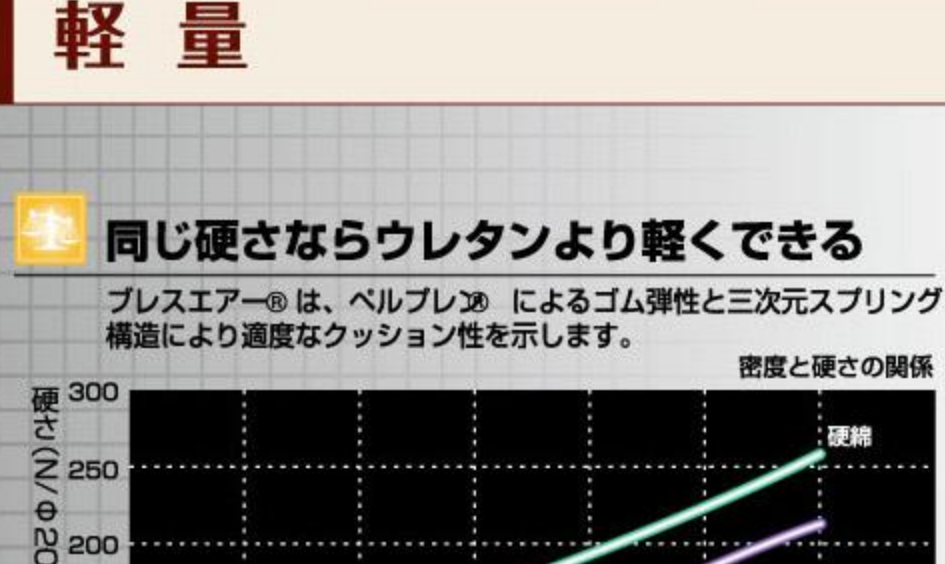 軽 量
同じ硬さならウレタンより軽くできる
ブレスエアー® は、ペルプレン® によるゴム弾性と三次元スプリング
構造により適度なクッション性を示します。
密度と硬さの関係
硬さ(N/Φ20
300
硬綿
250
200